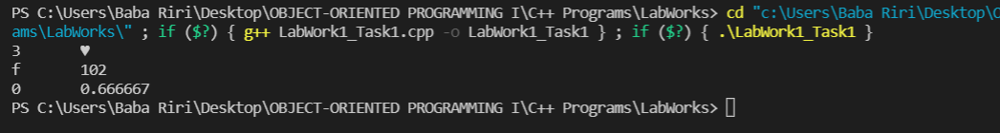 PS C:\Users\Baba Riri\Desktop\OBJECT-ORIENTED PROGRAMMING I\C++ Programs\LabWorks> cd "c:\Users\Baba Riri\Desktop\O
ams\LabWorks\" ; if ($?) { g++ LabWork1_Task1.cpp -o LabWork1_Task1 } ; if ($?) { .\LabWork1_Task1 }
3 ♥
f 102
0 0.666667
PS C:\Users\Baba Riri\Desktop\OBJECT-ORIENTED PROGRAMMING I\C++ Programs\LabWorks>